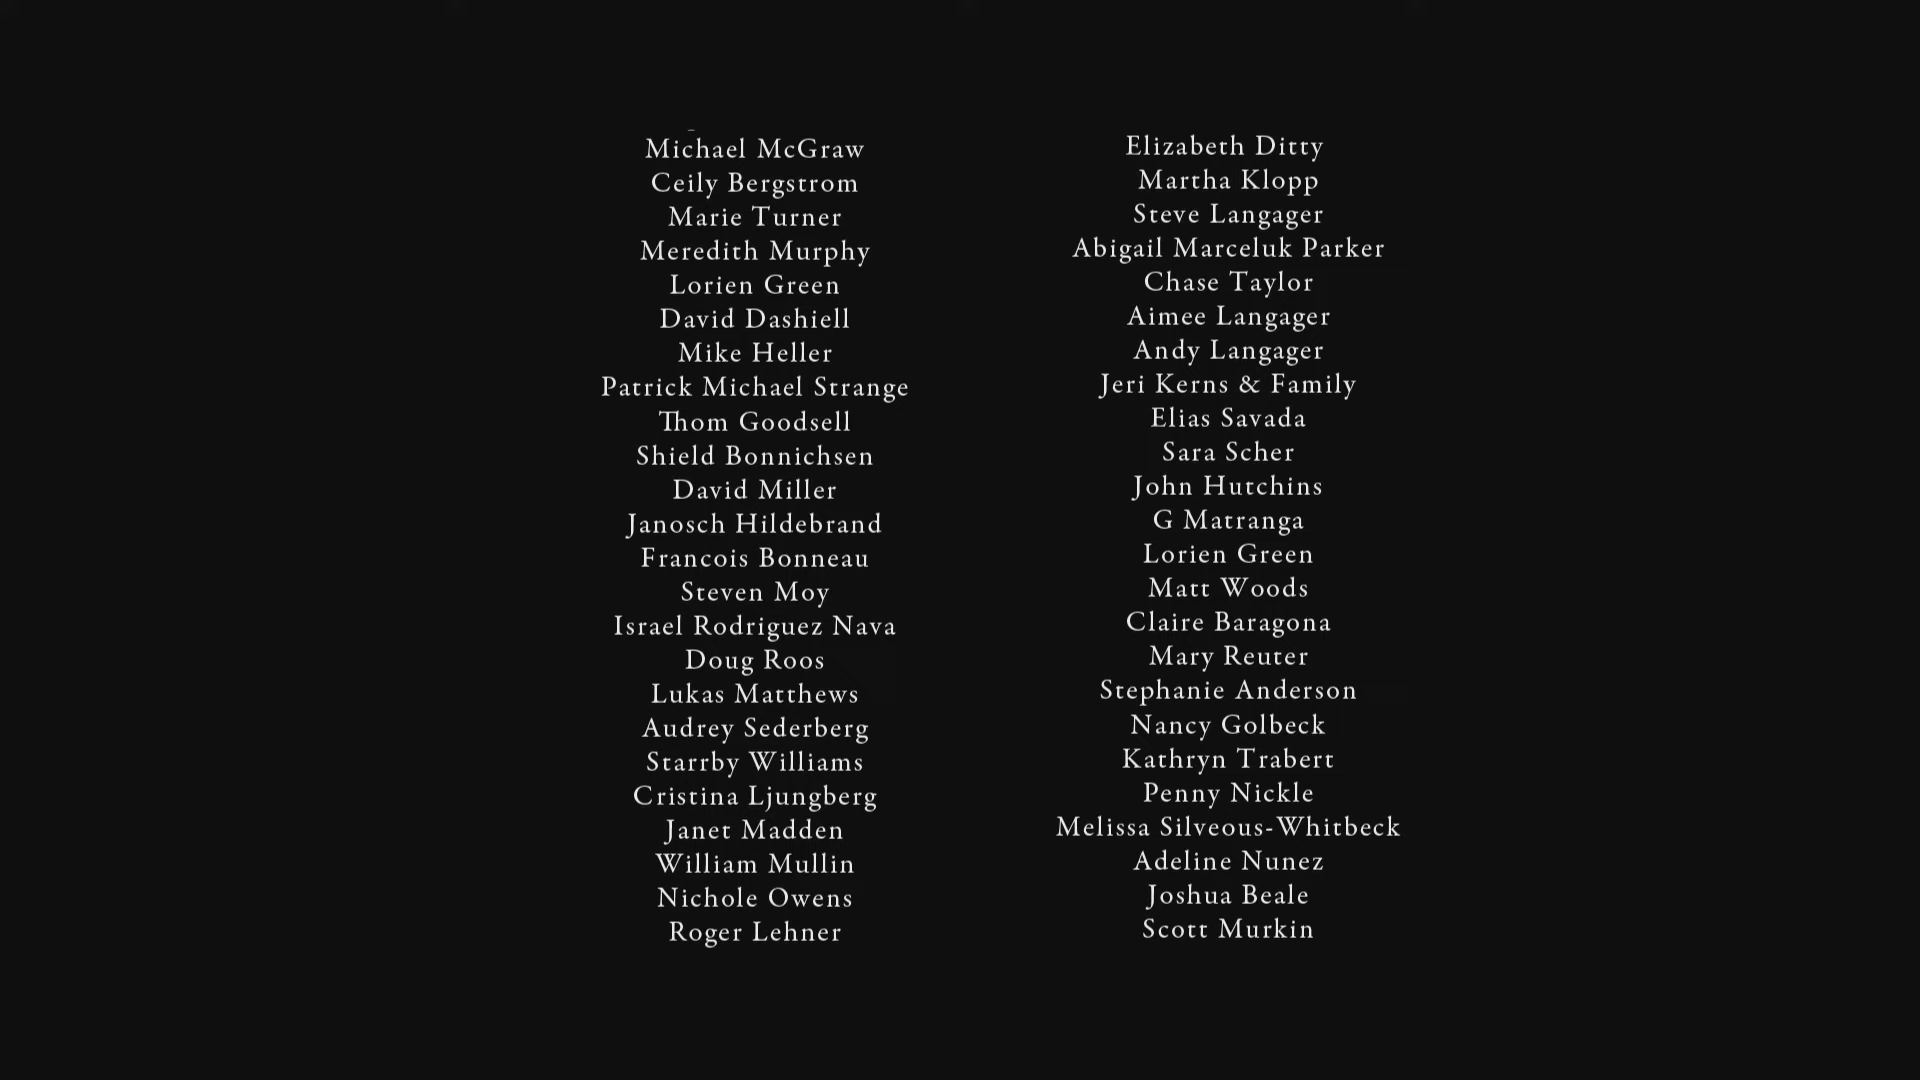 Michael McGraw
Ceily Bergstrom
Marie Turner
Meredith Murphy
Lorien Green
David Dashiell
Mike Heller
Patrick Michael Strange
Thom Goodsell
Shield Bonnichsen
David Miller
Janosch Hildebrand
Francois Bonneau
Steven Moy
Israel Rodriguez Nava
Doug Roos
Lukas Matthews
Audrey Sederberg
Starrby Williams
Cristina Ljungberg
Janet Madden
William Mullin
Nichole Owens
Roger Lehner
Elizabeth Ditty
Martha Klopp
Steve Langager
Abigail Marceluk Parker
Chase Taylor
Aimee Langager
Andy Langager
Jeri Kerns & Family
Elias Savada
Sara Scher
John Hutchins
G Matranga
Lorien Green
Matt Woods
Claire Baragona
Mary Reuter
Stephanie Anderson
Nancy Golbeck
Kathryn Trabert
Penny Nickle
Melissa Silveous-Whitbeck
Adeline Nunez
Joshua Beale
Scott Murkin